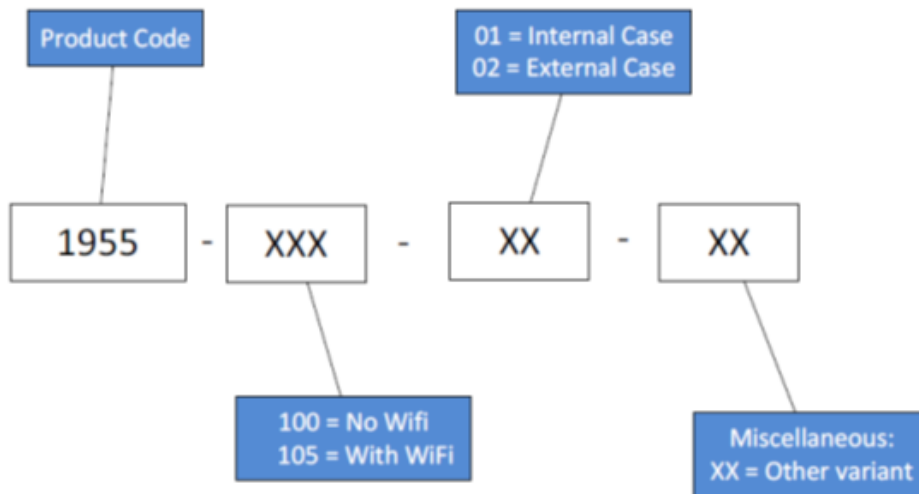 Product Code
01 = Internal Case
02 = External Case
1955 - XXX - XX - XX
100 = No Wifi
105 = With WiFi
Miscellaneous:
XX = Other variant